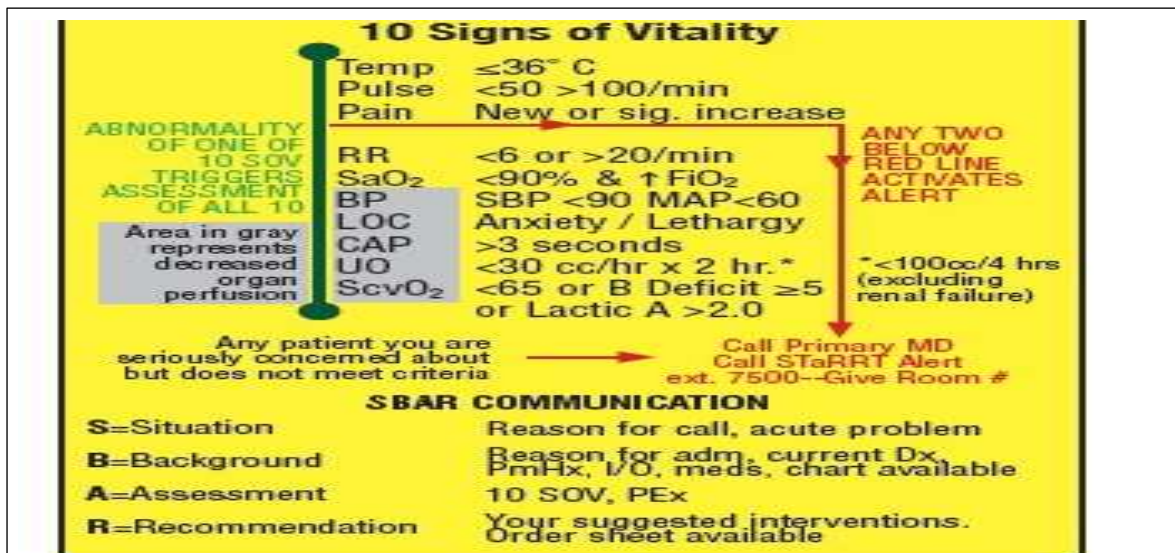 10 Signs of Vitality
Temp ≤36° C
Pulse <50 >100/min
Pain New or sig. increase
ABNORMALITY
OF ONE OF
10 SOV
TRIGGERS
ASSESSMENT
OF ALL 10
ANY TWO
BELOW
RED LINE
ACTIVATES
ALERT
RR <6 or >20/min
SaO₂ <90% & ↑FiO₂
BP SBP <90 MAP<60
LOC Anxiety / Lethargy
CAP >3 seconds
UO <30 cc/hr x 2 hr.*
ScvO₂ <65 or B Deficit ≥5
or Lactic A >2.0
Area in gray
represents
decreased
organ
perfusion
*<100cc/4 hrs
(excluding
renal failure)
Any patient you are
seriously concerned about
but does not meet criteria
Call Primary MD
Call STaRRT Alert
ext. 7500--Give Room #
SBAR COMMUNICATION
S=Situation Reason for call, acute problem
B=Background Reason for adm, current Dx,
PmHx, I/O, meds, chart available
A=Assessment 10 SOV, PEx
R=Recommendation Your suggested interventions.
Order sheet available